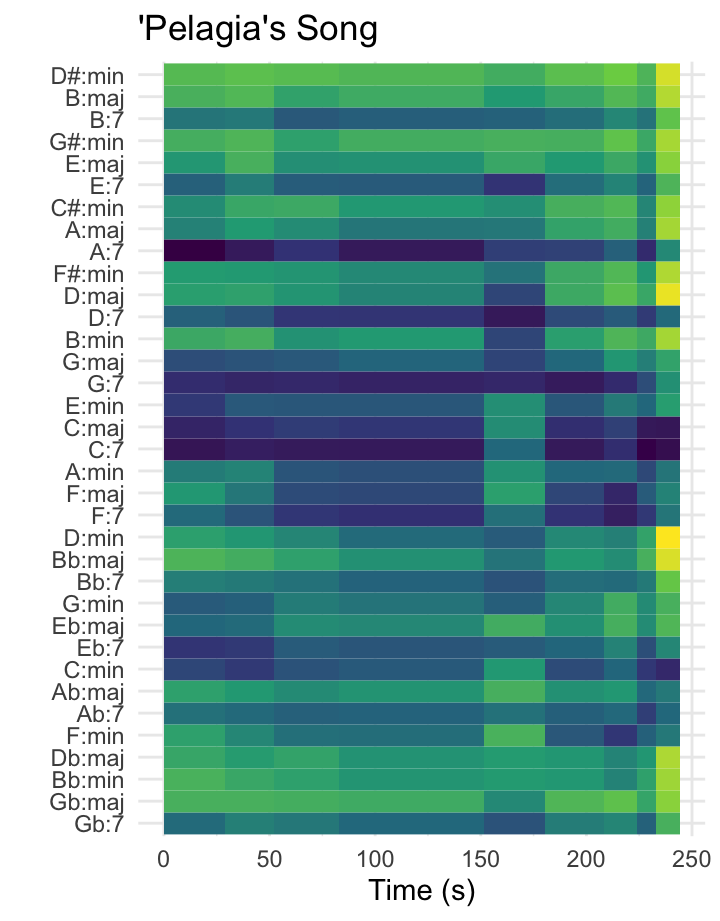 'Pelagia's Song
D#:min
B:maj
B:7
G#:min
E:maj
E:7
C#:min
A:maj
A:7
F#:min
D:maj
D:7
B:min
G:maj
G:7
E:min
C:maj
C:7
A:min
F:maj
F:7
D:min
Bb:maj
Bb:7
G:min
Eb:maj
Eb:7
C:min
Ab:maj
Ab:7
F:min
Db:maj
Bb:min
Gb:maj
Gb:7
0 50 100 150 200 250
Time (s)